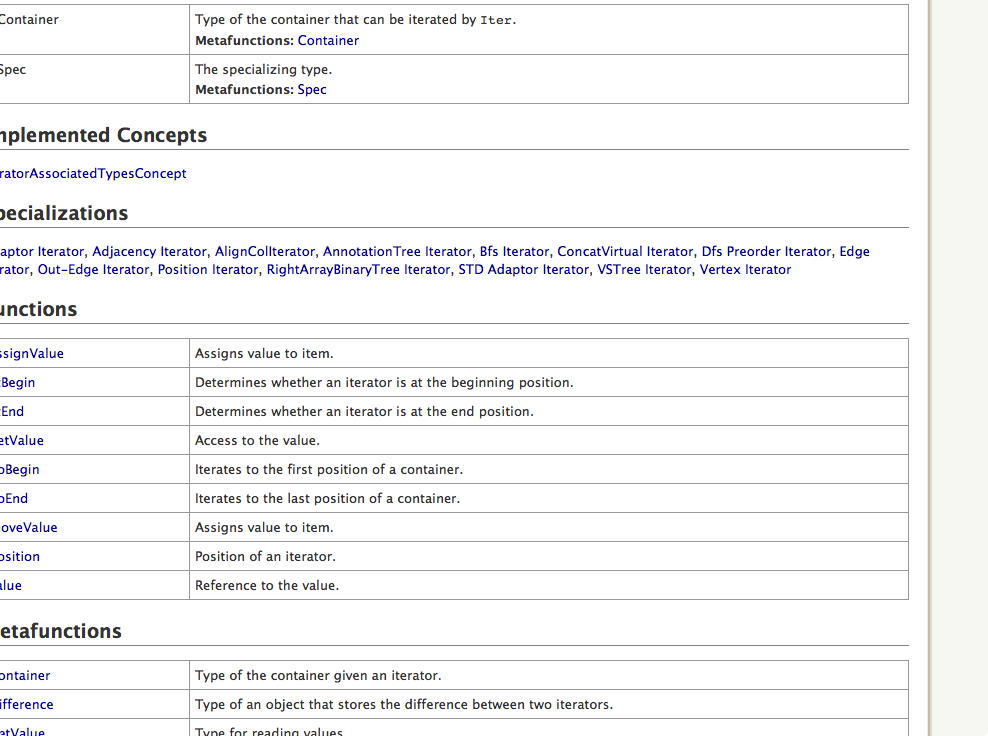 Container
Type of the container that can be iterated by Iter.
Metafunctions: Container
Spec
The specializing type.
Metafunctions: Spec
mplemented Concepts
ratorAssociatedTypesConcept
pecializations
aptor Iterator, Adjacency Iterator, AlignColIterator, AnnotationTree Iterator, Bfs Iterator, ConcatVirtual Iterator, Dfs Preorder Iterator, Edge
rator, Out-Edge Iterator, Position Iterator, RightArrayBinaryTree Iterator, STD Adaptor Iterator, VSTree Iterator, Vertex Iterator
unctions
ssignValue
Assigns value to item.
tBegin
Determines whether an iterator is at the beginning position.
tEnd
Determines whether an iterator is at the end position.
etValue
Access to the value.
oBegin
Iterates to the first position of a container.
oEnd
Iterates to the last position of a container.
oveValue
Assigns value to item.
osition
Position of an iterator.
alue
Reference to the value.
etafunctions
ontainer
Type of the container given an iterator.
ifference
Type of an object that stores the difference between two iterators.
etValue
Type for reading values.